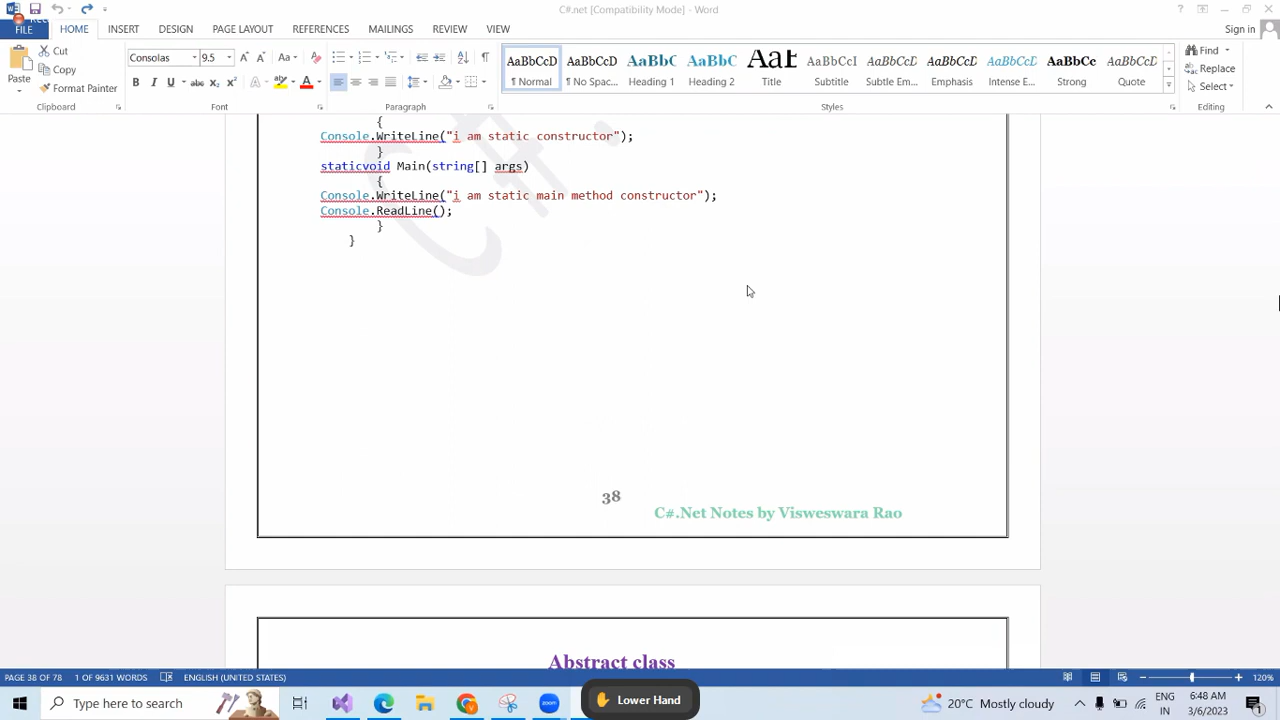 C#.net [Compatibility Mode] - Word
FILE HOME INSERT DESIGN PAGE LAYOUT REFERENCES MAILINGS REVIEW VIEW Sign in
Paste Cut
Copy
Format Painter
Clipboard
Consolas 9.5
Font
Paragraph
AaBbCcD AaBbCcD AaBbC AaBbC AaB AaBbCcI AaBbCcD AaBbCcD AaBbCcD AaBbCc AaBbCcD
¶ Normal ¶ No Spac... Heading 1 Heading 2 Title Subtitle Subtle Em... Emphasis Intense E... Strong Quote
Styles
Find
Replace
Select
Editing
{
Console.WriteLine("i am static constructor");
}
staticvoid Main(string[] args)
{
Console.WriteLine("i am static main method constructor");
Console.ReadLine();
}
}
C#.
38
C#.Net Notes by Visweswara Rao
Abstract class
PAGE 38 OF 78 1 OF 9631 WORDS ENGLISH (UNITED STATES) 120%
Type here to search
zoom
Lower Hand
20°C Mostly cloudy
ENG
IN
6:48 AM
3/6/2023
1